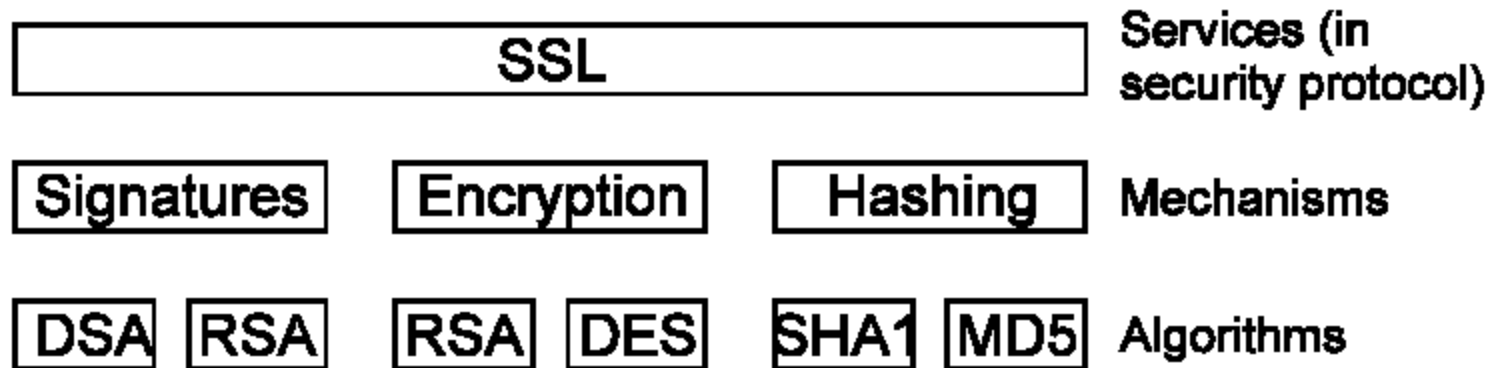 SSL
Services (in
security protocol)
Signatures Encryption Hashing Mechanisms
DSA RSA RSA DES SHA1 MD5 Algorithms